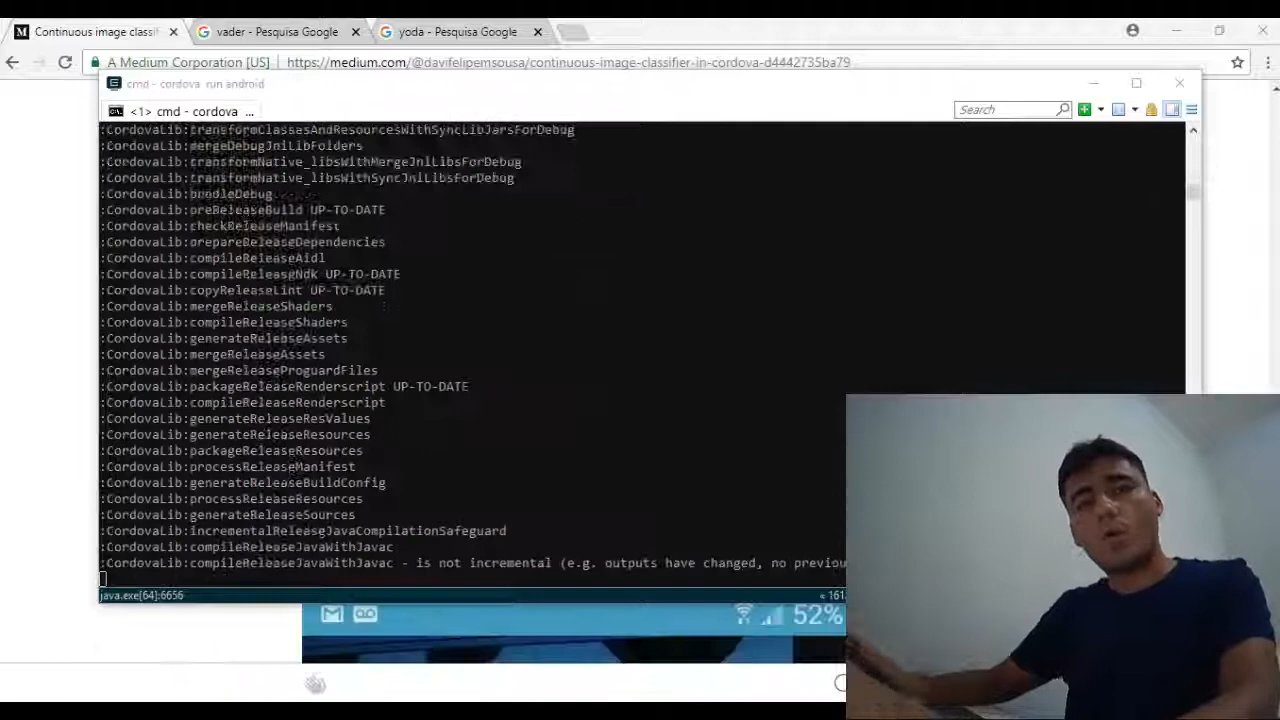 Continuous image classif
vader - Pesquisa Google
yoda - Pesquisa Google
A Medium Corporation [US]
https://medium.com/@davifelipemsousa/continuous-image-classifier-in-cordova-d4442735ba79
cmd - cordova run android
<1> cmd - cordova ...
Search
:CordovaLib:transformClassesAndResourcesWithSyncLibJarsForDebug
:CordovaLib:mergeDebugJniLibFolders
:CordovaLib:transformNative_libsWithMergeJniLibsForDebug
:CordovaLib:transformNative_libsWithSyncJniLibsForDebug
:CordovaLib:bundleDebug
:CordovaLib:preReleaseBuild UP-TO-DATE
:CordovaLib:checkReleaseManifest
:CordovaLib:prepareReleaseDependencies
:CordovaLib:compileReleaseAidl
:CordovaLib:compileReleaseNdk UP-TO-DATE
:CordovaLib:copyReleaseLint UP-TO-DATE
:CordovaLib:mergeReleaseShaders
:CordovaLib:compileReleaseShaders
:CordovaLib:generateReleaseAssets
:CordovaLib:mergeReleaseAssets
:CordovaLib:mergeReleaseProguardFiles
:CordovaLib:packageReleaseRenderscript UP-TO-DATE
:CordovaLib:compileReleaseRenderscript
:CordovaLib:generateReleaseResValues
:CordovaLib:generateReleaseResources
:CordovaLib:packageReleaseResources
:CordovaLib:processReleaseManifest
:CordovaLib:generateReleaseBuildConfig
:CordovaLib:processReleaseResources
:CordovaLib:generateReleaseSources
:CordovaLib:incrementalReleaseJavaCompilationSafeguard
:CordovaLib:compileReleaseJavaWithJavac
:CordovaLib:compileReleaseJavaWithJavac - is not incremental (e.g. outputs have changed, no previou
java.exe[64]:6656
« 161
52%